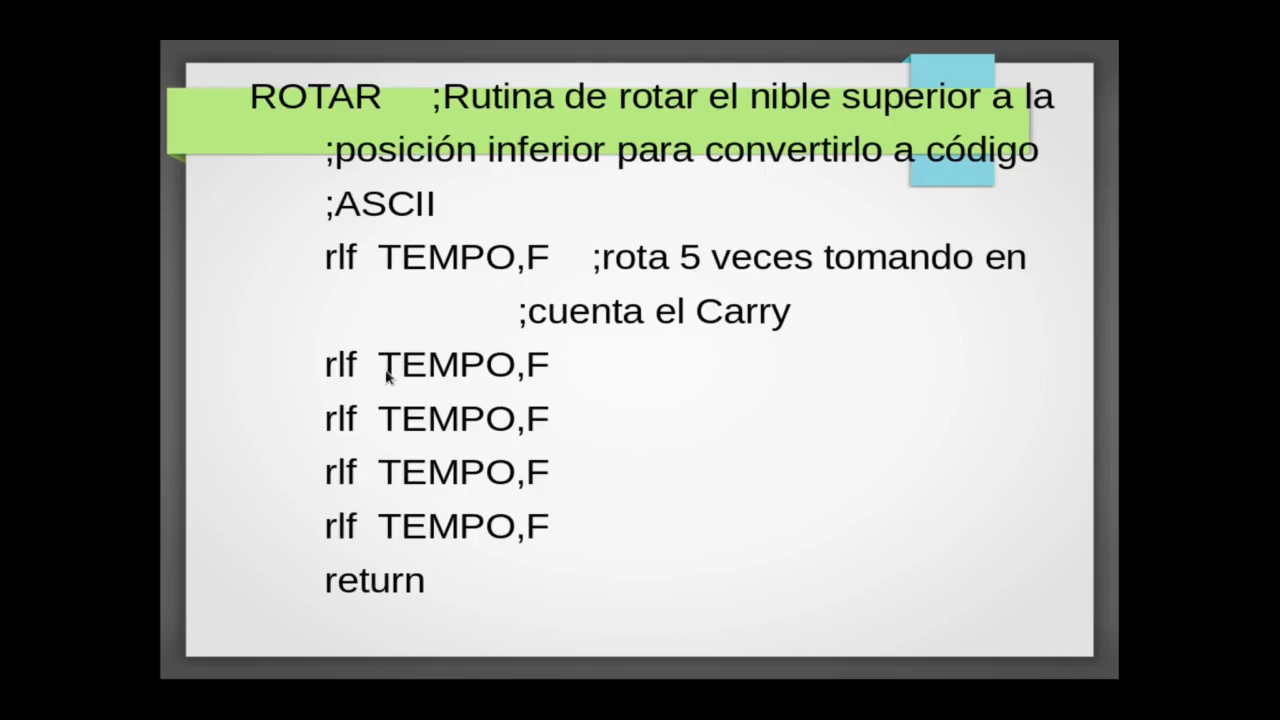 ROTAR ;Rutina de rotar el nible superior a la
;posición inferior para convertirlo a código
;ASCII
rlf TEMPO,F ;rota 5 veces tomando en
;cuenta el Carry
rlf TEMPO,F
rlf TEMPO,F
rlf TEMPO,F
rlf TEMPO,F
return